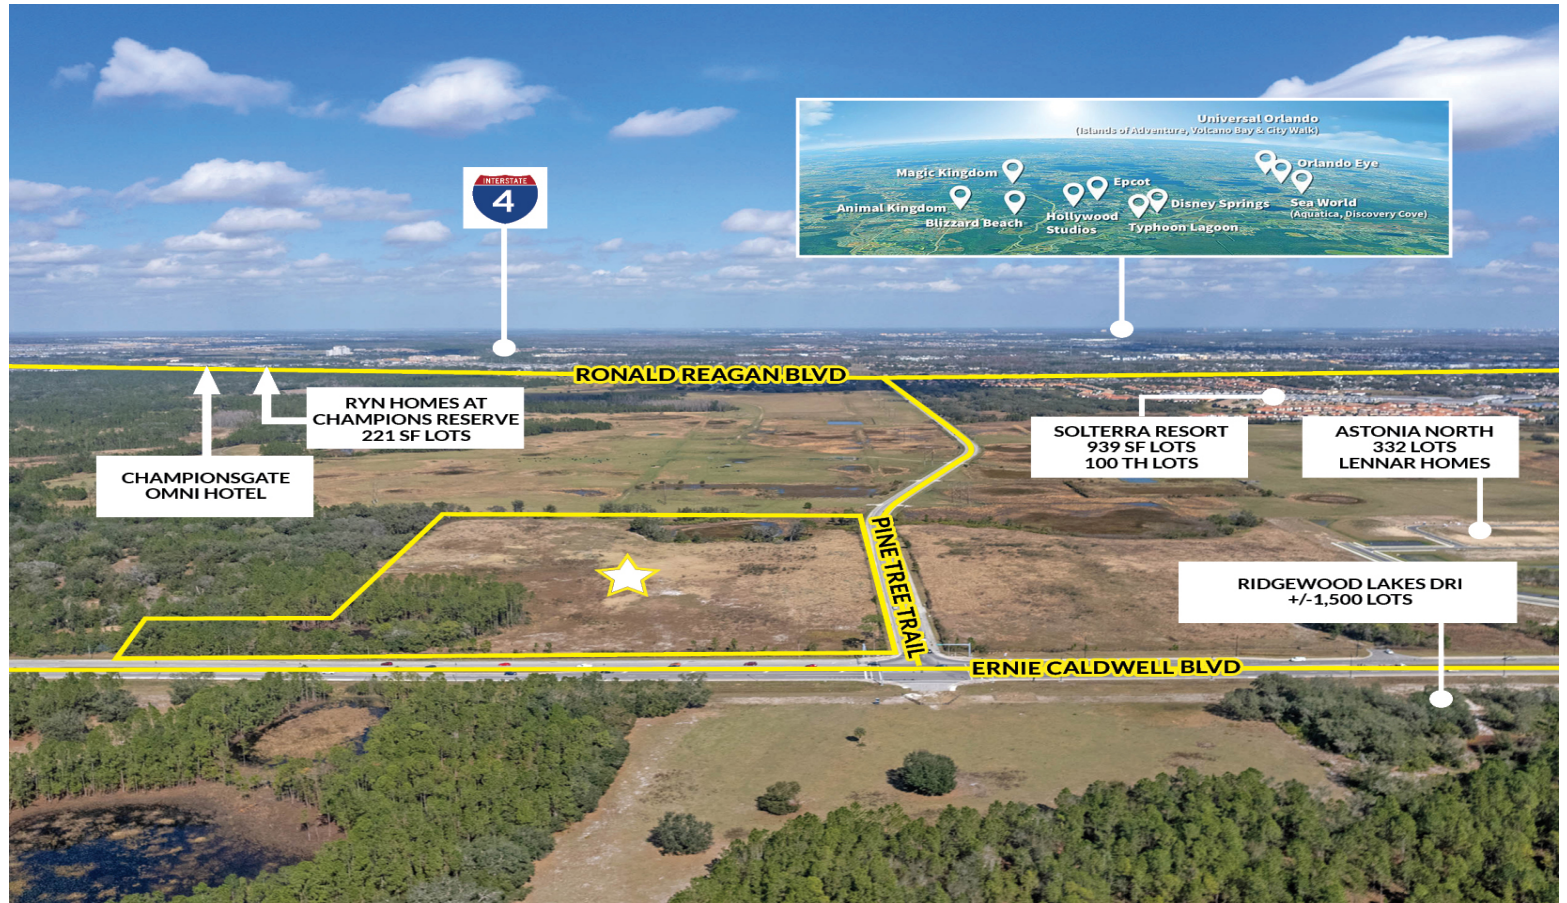 Universal Orlando
(Islands of Adventure, Volcano Bay & City Walk)
Magic Kingdom
Orlando Eye
Epcot
Animal Kingdom
Disney Springs
Sea World
(Aquatica, Discovery Cove)
Blizzard Beach
Hollywood
Studios
Typhoon Lagoon
INTERSTATE
4
RONALD REAGAN BLVD
RYN HOMES AT
CHAMPIONS RESERVE
221 SF LOTS
CHAMPIONSGATE
OMNI HOTEL
SOLTERRA RESORT
939 SF LOTS
100 TH LOTS
ASTONIA NORTH
332 LOTS
LENNAR HOMES
PINE TREE TRAIL
RIDGEWOOD LAKES DRI
+/-1,500 LOTS
ERNIE CALDWELL BLVD